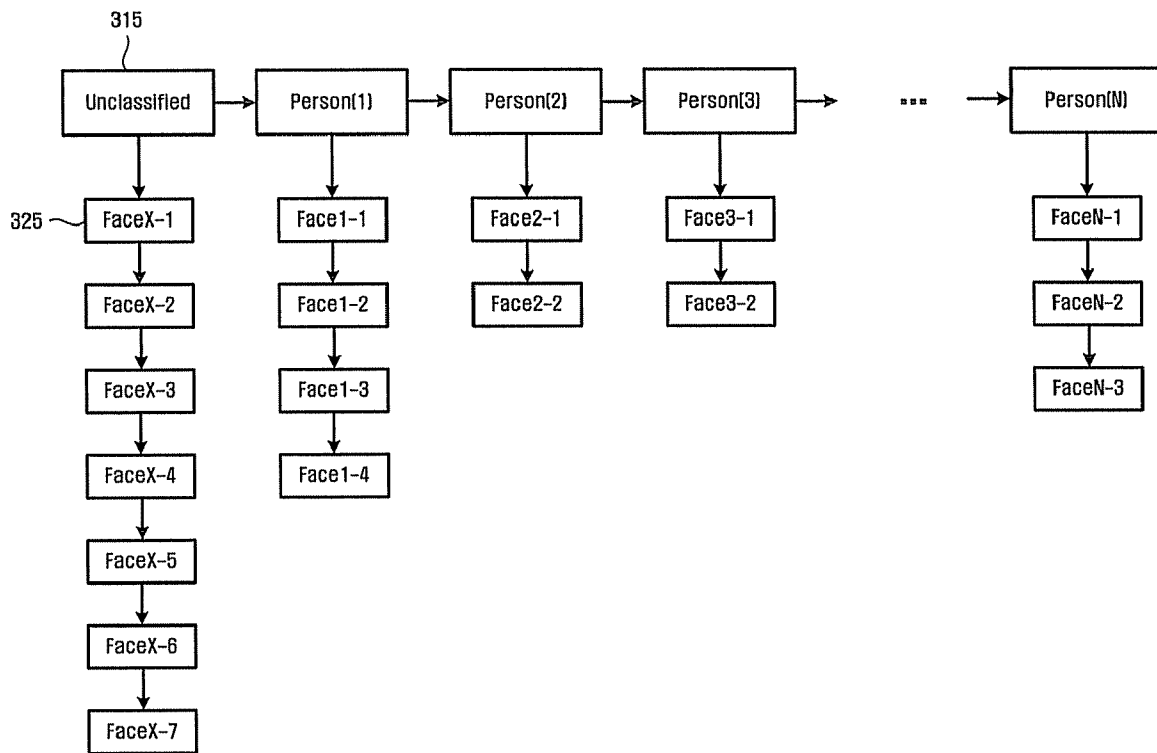 315
Unclassified Person(1) Person(2) Person(3) ... Person(N)
325 FaceX-1 Face1-1 Face2-1 Face3-1 FaceN-1
FaceX-2 Face1-2 Face2-2 Face3-2 FaceN-2
FaceX-3 Face1-3 FaceN-3
FaceX-4 Face1-4
FaceX-5
FaceX-6
FaceX-7